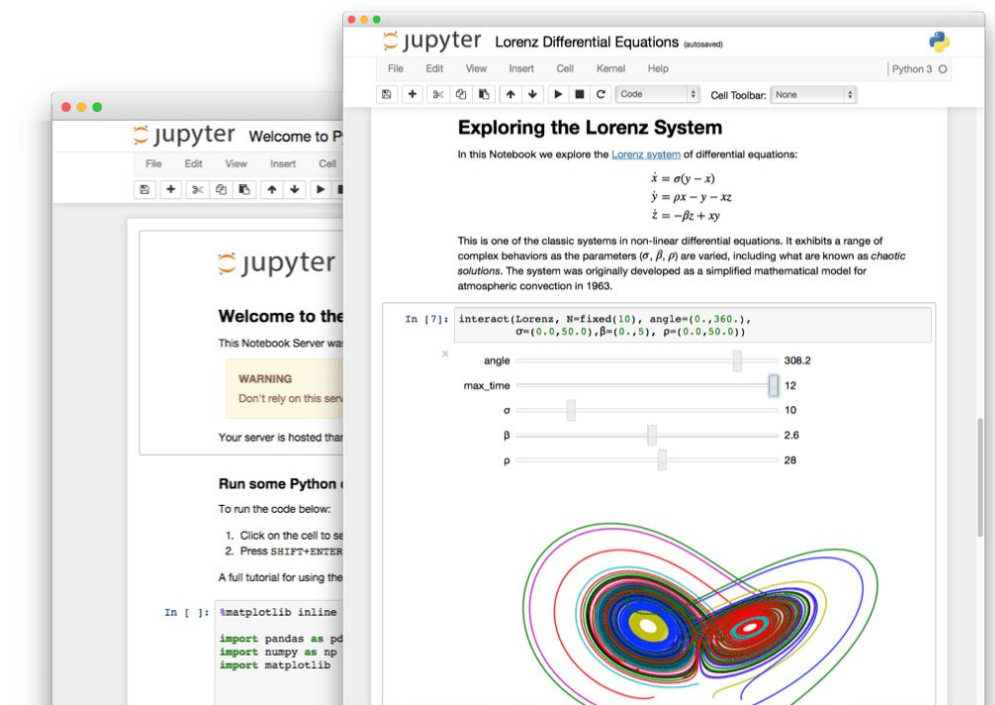 jupyter Lorenz Differential Equations (autosaved)
File Edit View Insert Cell Kernel Help Python 3
Code Cell Toolbar: None
Exploring the Lorenz System
In this Notebook we explore the Lorenz system of differential equations:
ẋ = σ(y − x)
ẏ = ρx − y − xz
ż = −βz + xy
This is one of the classic systems in non-linear differential equations. It exhibits a range of
complex behaviors as the parameters (σ, β, ρ) are varied, including what are known as chaotic
solutions. The system was originally developed as a simplified mathematical model for
atmospheric convection in 1963.
In [7]: interact(Lorenz, N=fixed(10), angle=(0.,360.),
σ=(0.0,50.0),β=(0.,5), ρ=(0.0,50.0))
angle 308.2
max_time 12
σ 10
β 2.6
ρ 28
jupyter Welcome to P
File Edit View Insert Cell
jupyter
Welcome to the
This Notebook Server was
WARNING
Don't rely on this serv
Your server is hosted than
Run some Python
To run the code below:
1. Click on the cell to se
2. Press SHIFT+ENTER
A full tutorial for using the
In [ ]: %matplotlib inline
import pandas as pd
import numpy as np
import matplotlib